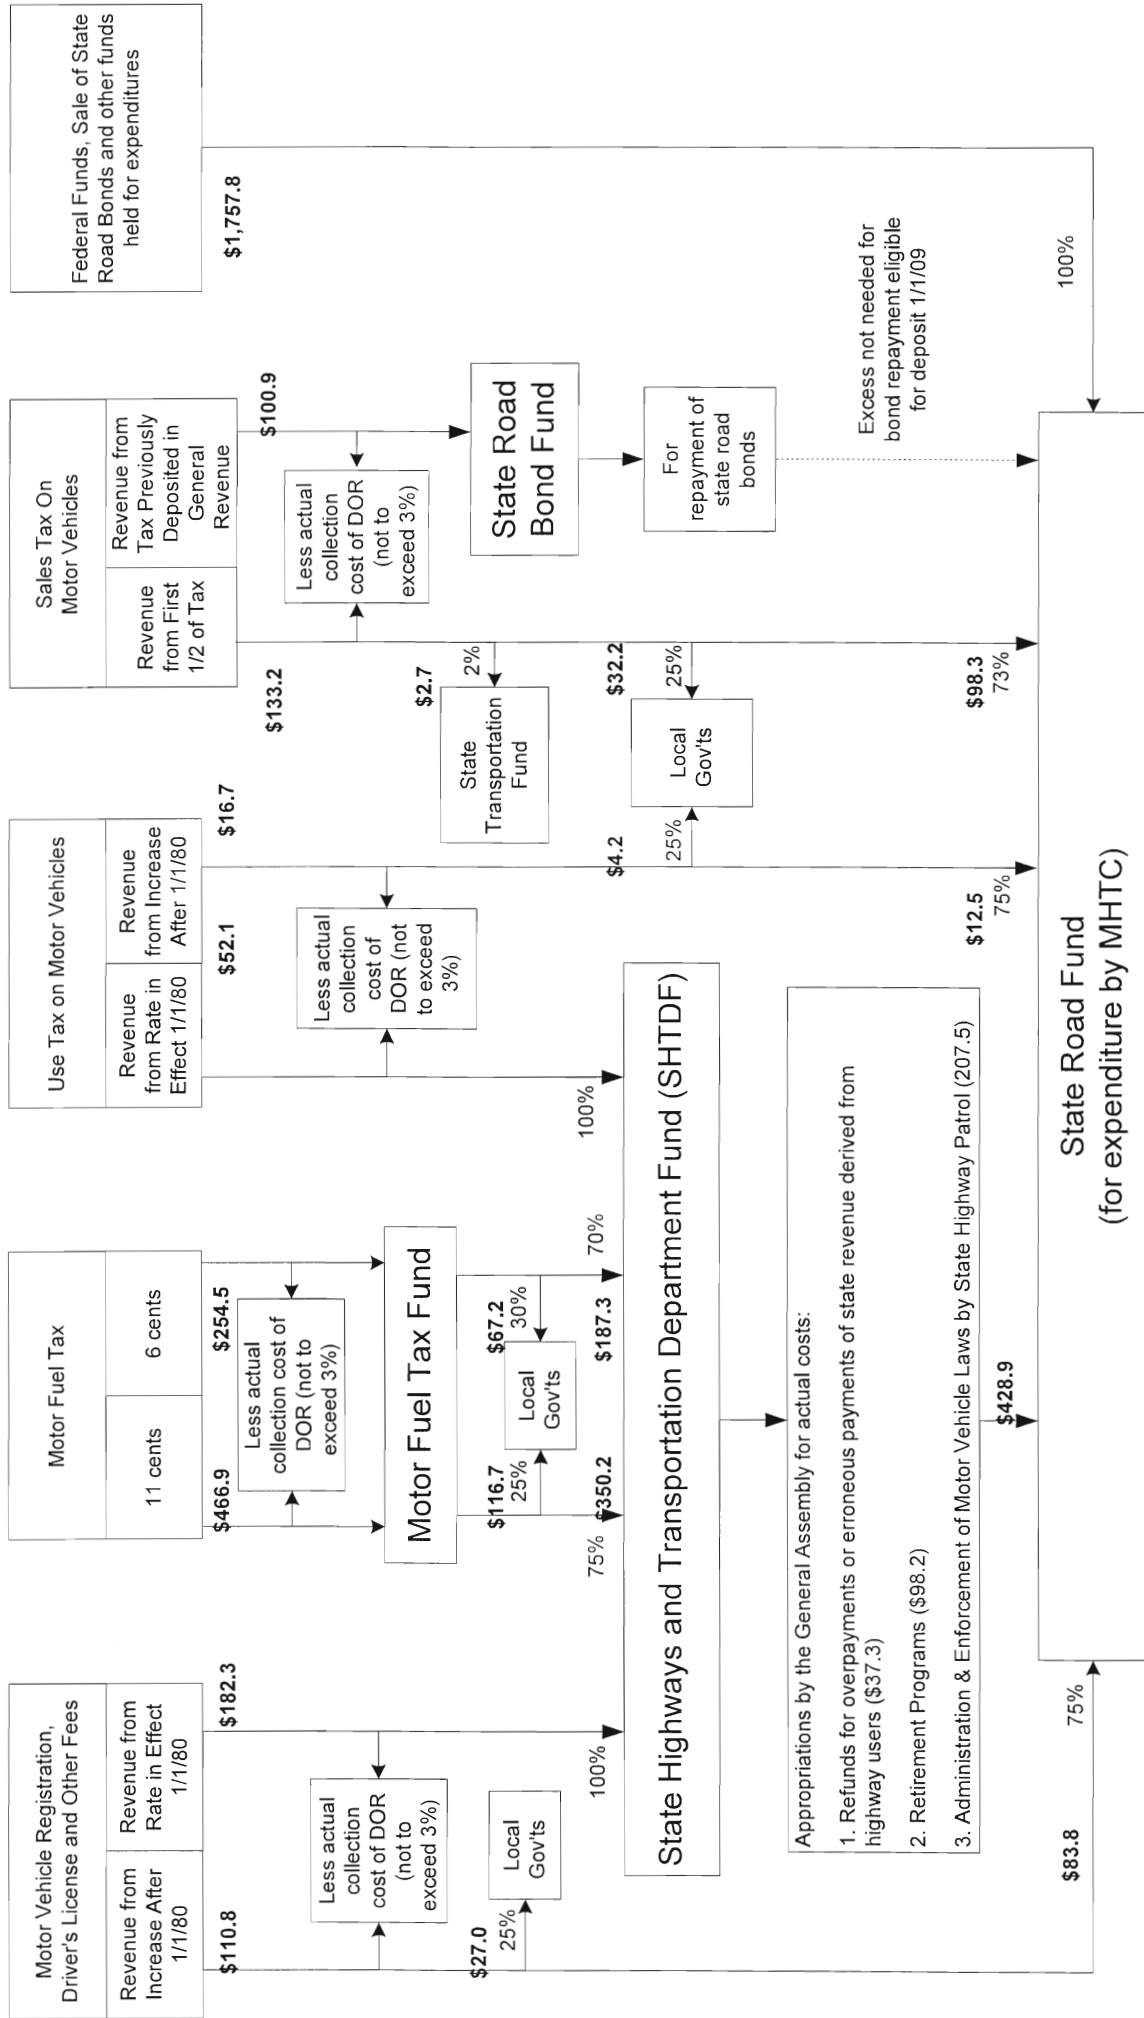 Motor Vehicle Registration,
Driver's License and Other Fees
Revenue from
Increase After
1/1/80
Revenue from
Rate in Effect
1/1/80
$110.8
$182.3
Less actual
collection
cost of DOR
(not to
exceed 3%)
$27.0
25%
Local
Gov'ts
100%
Motor Fuel Tax
11 cents
6 cents
$466.9
$254.5
Less actual
collection cost of
DOR (not to
exceed 3%)
Motor Fuel Tax Fund
$116.7
25%
$67.2
30%
Local
Gov'ts
75%
$350.2
$187.3
70%
Use Tax on Motor Vehicles
Revenue
from Rate in
Effect 1/1/80
Revenue
from Increase
After 1/1/80
$52.1
$16.7
Less actual
collection
cost of
DOR (not
to exceed
3%)
100%
$4.2
25%
$12.5
75%
Sales Tax On
Motor Vehicles
Revenue
from First
1/2 of Tax
Revenue from
Tax Previously
Deposited in
General
Revenue
$133.2
$100.9
Less actual
collection
cost of DOR
(not to
exceed 3%)
$2.7
2%
State
Transportation
Fund
State Road
Bond Fund
$32.2
25%
Local
Gov'ts
For
repayment of
state road
bonds
Excess not needed for
bond repayment eligible
for deposit 1/1/09
$98.3
73%
Federal Funds, Sale of State
Road Bonds and other funds
held for expenditures
$1,757.8
100%
State Highways and Transportation Department Fund (SHTDF)
Appropriations by the General Assembly for actual costs:
1. Refunds for overpayments or erroneous payments of state revenue derived from
highway users ($37.3)
2. Retirement Programs ($98.2)
3. Administration & Enforcement of Motor Vehicle Laws by State Highway Patrol (207.5)
$428.9
$83.8
75%
State Road Fund
(for expenditure by MHTC)